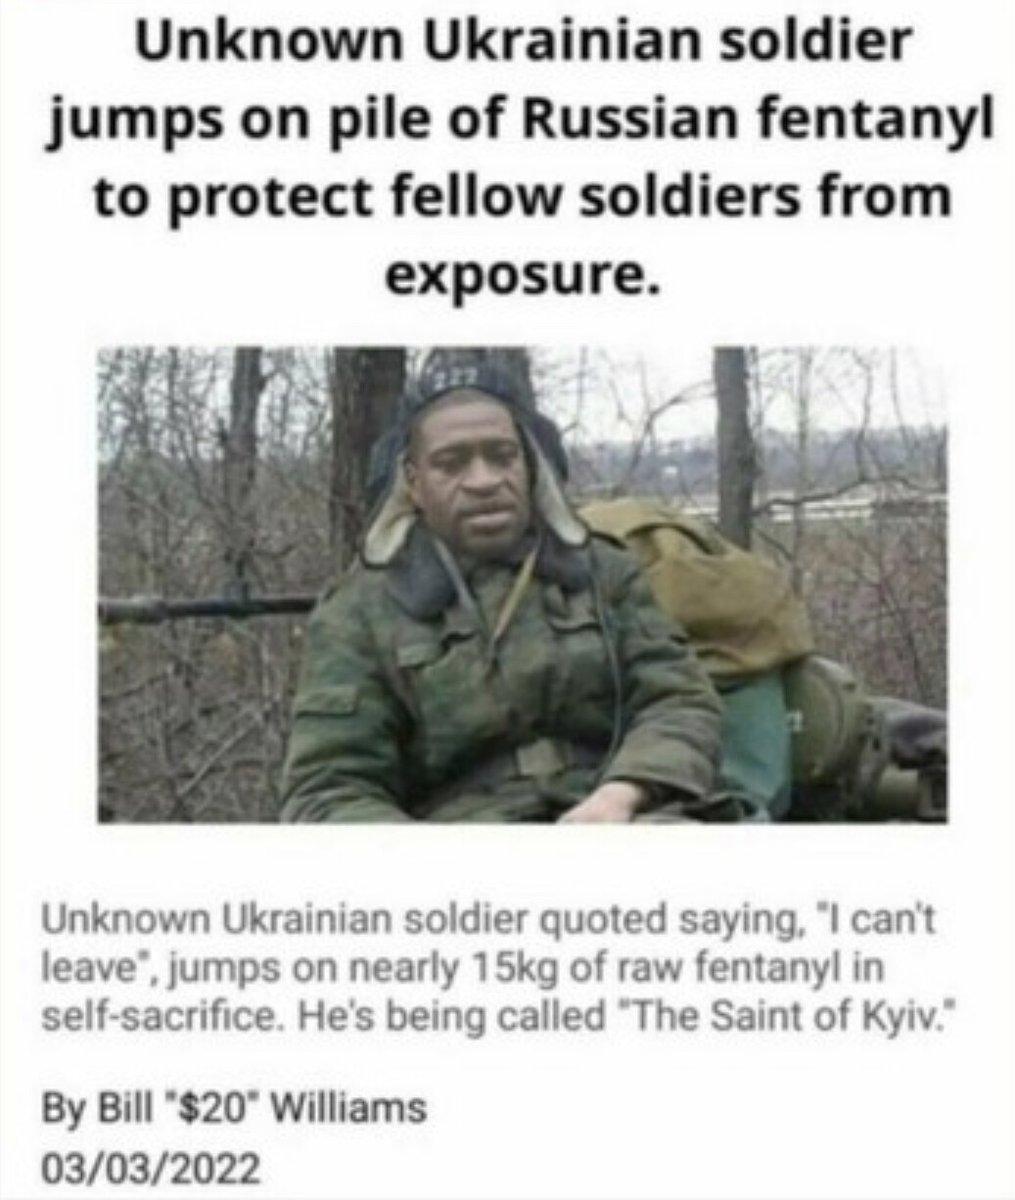 Unknown Ukrainian soldier
jumps on pile of Russian fentanyl
to protect fellow soldiers from
exposure.
277
Unknown Ukrainian soldier quoted saying, "I can't
leave", jumps on nearly 15kg of raw fentanyl in
self-sacrifice. He's being called "The Saint of Kyiv."
By Bill "$20" Williams
03/03/2022